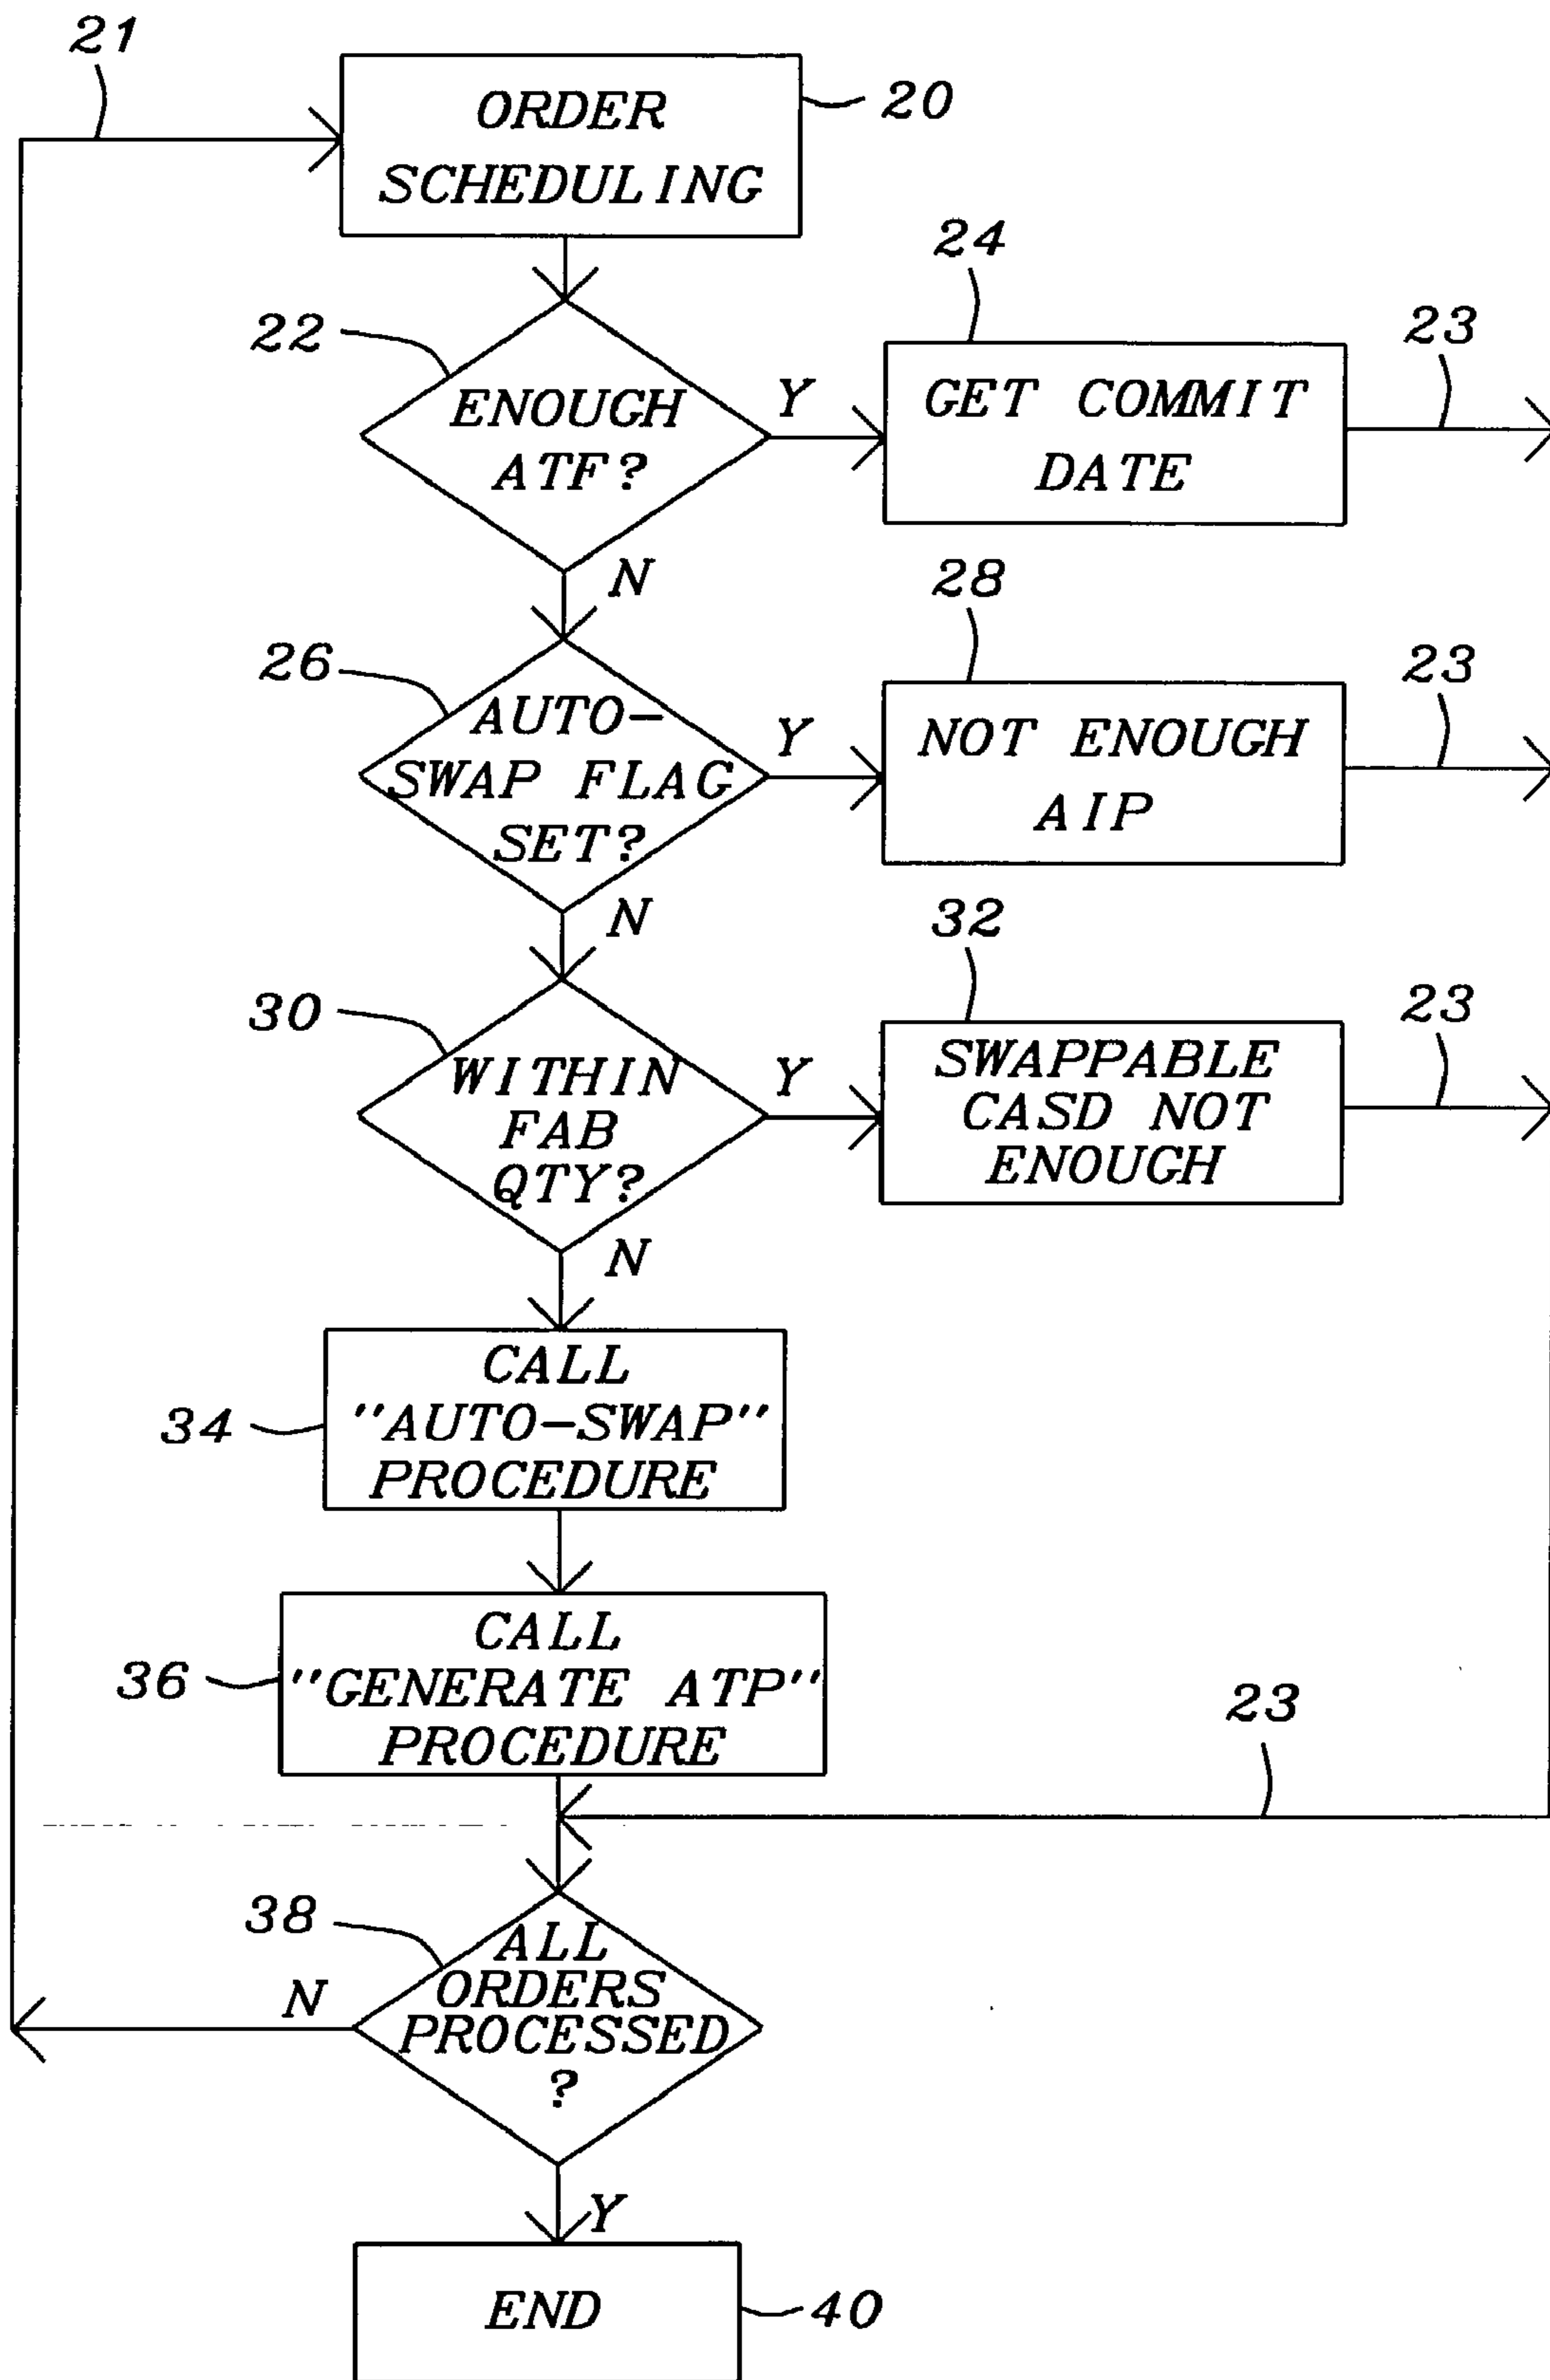 21
ORDER
SCHEDULING
20
22
ENOUGH
ATF?
Y
24
GET COMMIT
DATE
23
N
26
AUTO-
SWAP FLAG
SET?
Y
28
NOT ENOUGH
AIP
23
N
30
WITHIN
FAB
QTY?
Y
32
SWAPPABLE
CASD NOT
ENOUGH
23
N
34
CALL
"AUTO-SWAP"
PROCEDURE
36
CALL
"GENERATE ATP"
PROCEDURE
23
38
ALL
ORDERS
PROCESSED
?
N
Y
END
40